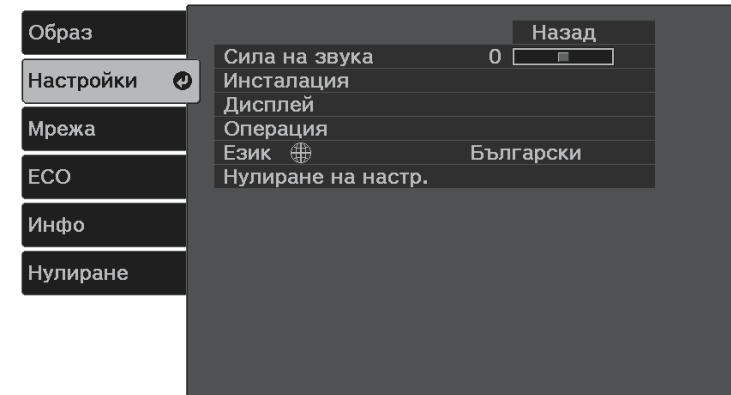 Образ
Настройки
Мрежа
ECO
Инфо
Нулиране
Назад
Сила на звука 0
Инсталация
Дисплей
Операция
Език Български
Нулиране на настр.